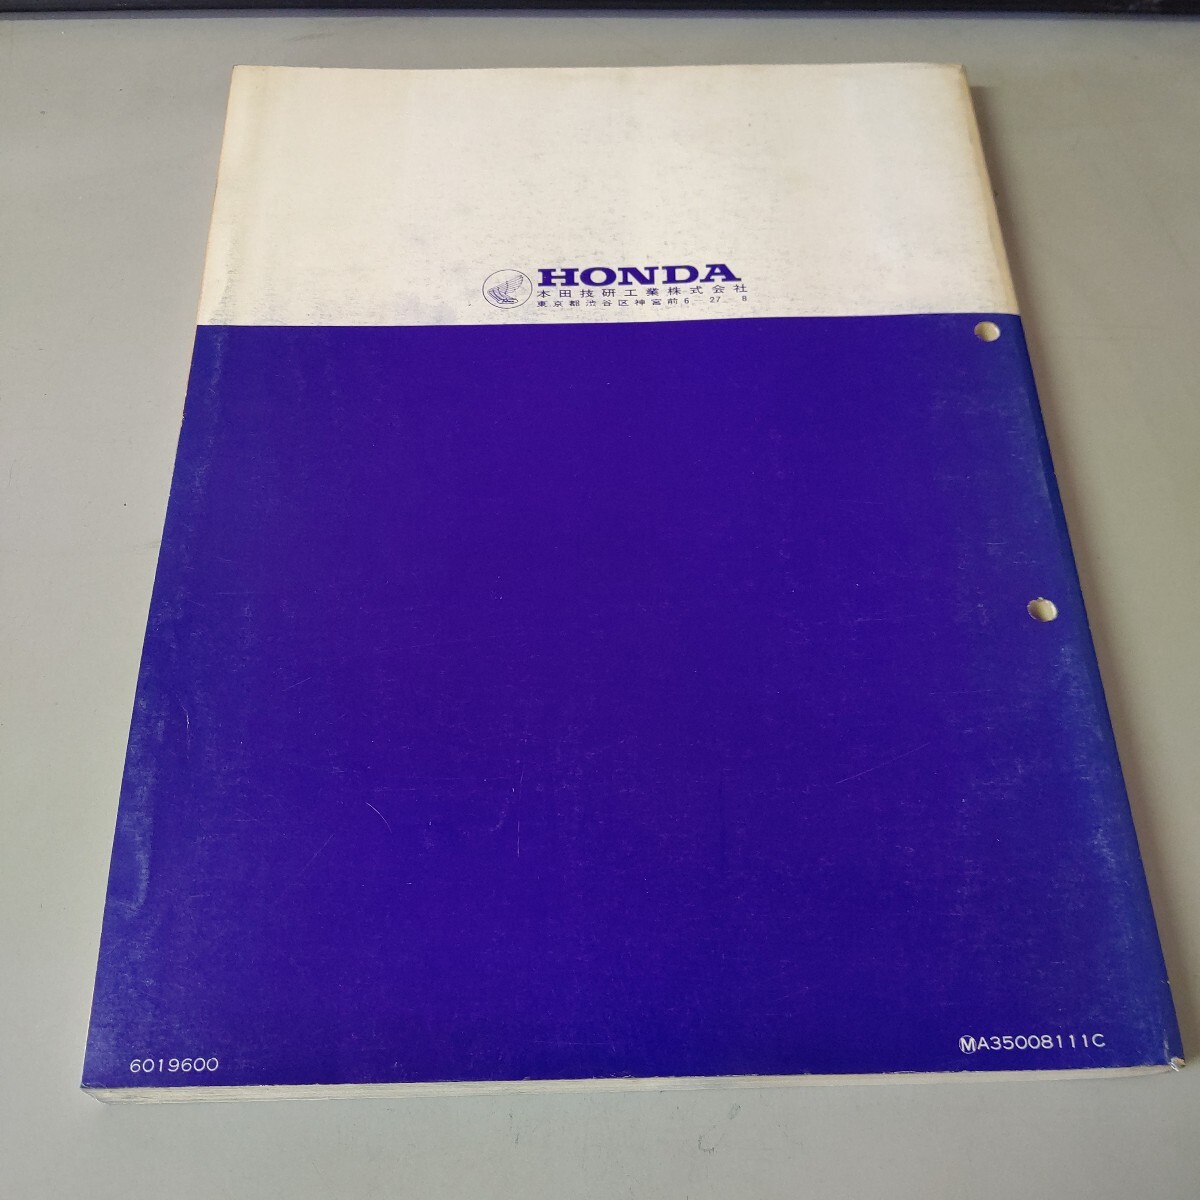 HONDA
本田技研工業株式会社
東京都渋谷区神宮前6-27-8
6019600
ⓂA35008111C